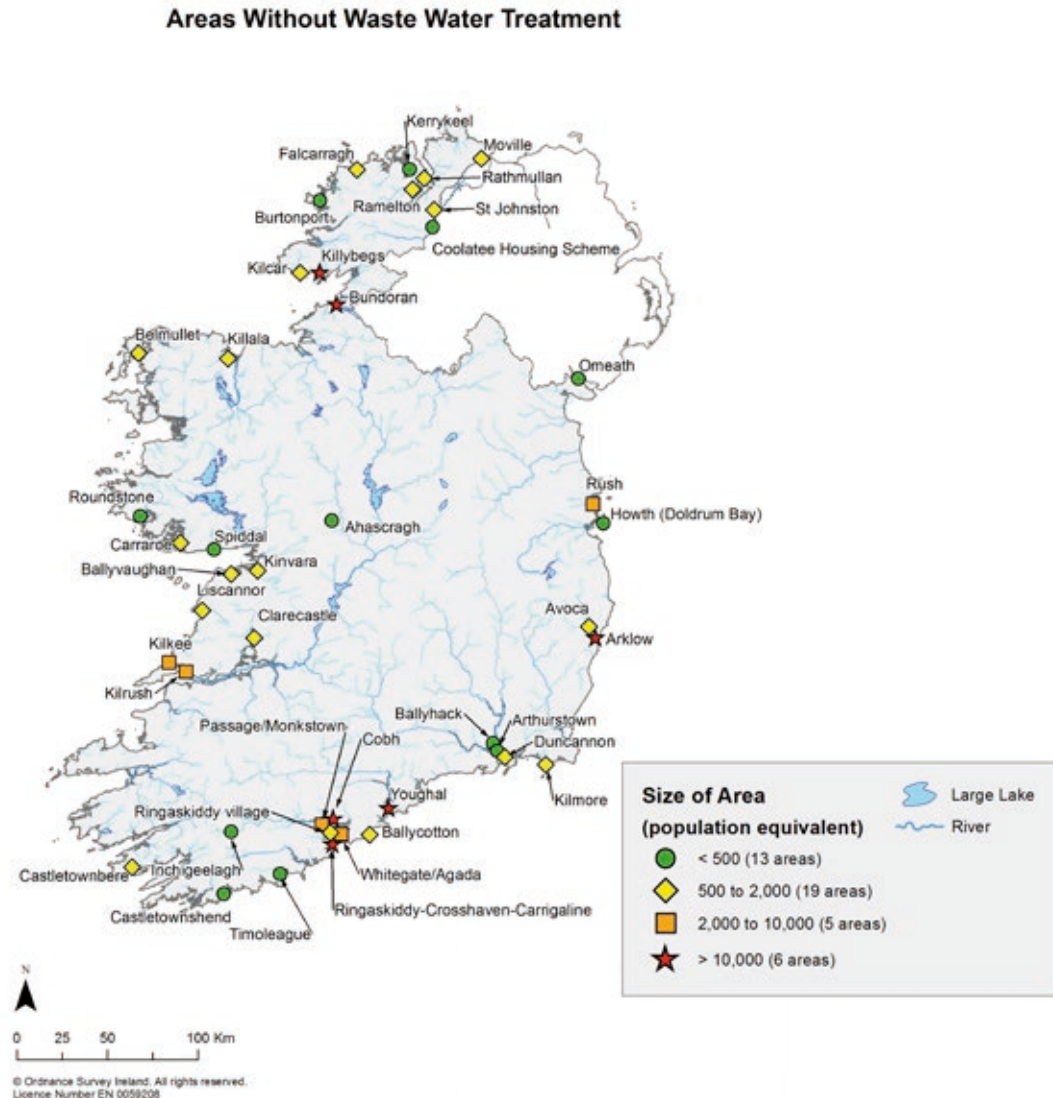 Areas Without Waste Water Treatment
Kerrykeel
Moville
Falcarragh
Rathmullan
Ramelton
St Johnston
Burtonport
Coolatee Housing Scheme
Killybegs
Kilcar
Bundoran
Belmullet
Killala
Omeath
Rush
Roundstone
Howth (Doldrum Bay)
Ahascragh
Carraroe
Spiddal
Kinvara
Ballyvaughan
Liscannor
Avoca
Clarecastle
Arklow
Kilkee
Kilrush
Ballyhack
Arthurstown
Passage/Monkstown
Cobh
Duncannon
Youghal
Kilmore
Ringaskiddy village
Ballycotton
Castletownbere
Inchigeelagh
Whitegate/Agada
Ringaskiddy-Crosshaven-Carrigaline
Castletownshend
Timoleague
Size of Area
(population equivalent)
< 500 (13 areas)
500 to 2,000 (19 areas)
2,000 to 10,000 (5 areas)
> 10,000 (6 areas)
Large Lake
River
N
0 25 50 100 Km
© Ordnance Survey Ireland. All rights reserved.
Licence Number EN 0059208